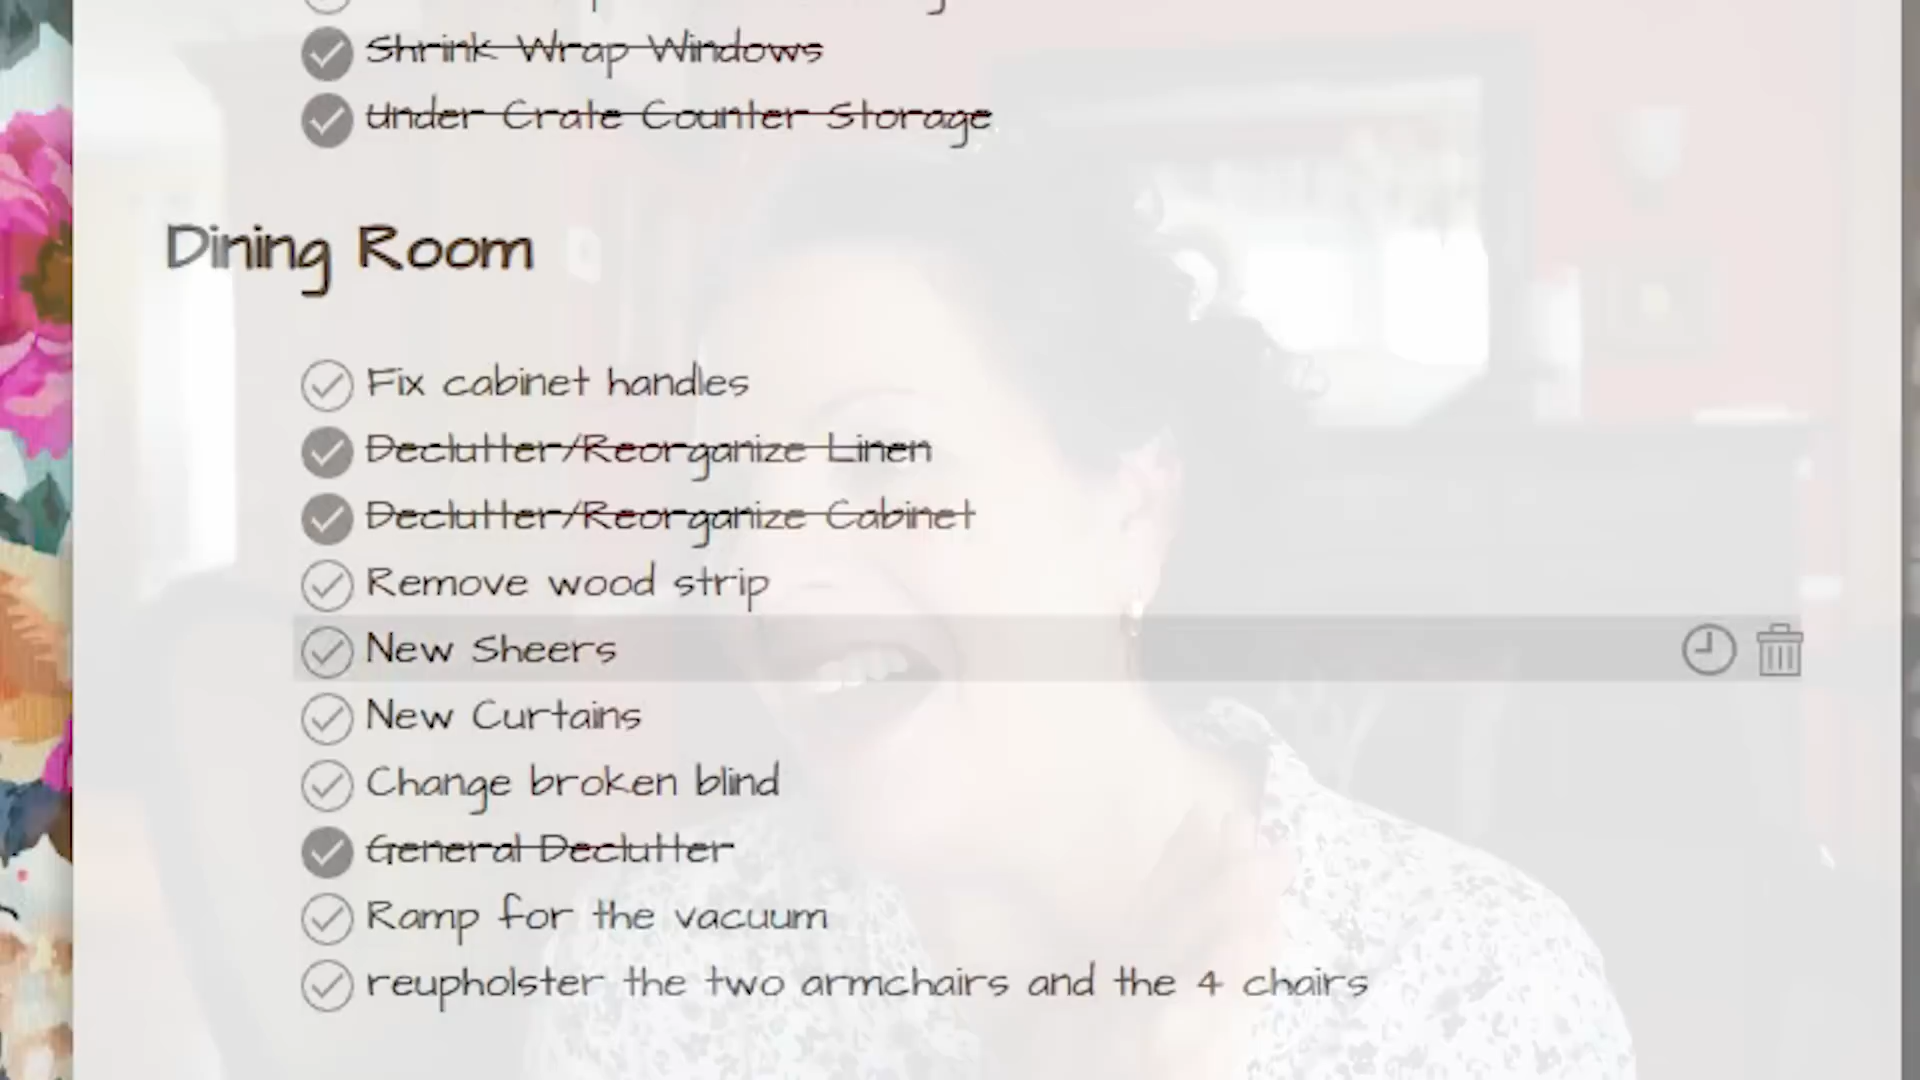 Shrink Wrap Windows
Under Crate Counter Storage
Dining Room
Fix cabinet handles
Declutter/Reorganize Linen
Declutter/Reorganize Cabinet
Remove wood strip
New Sheers
New Curtains
Change broken blind
General Declutter
Ramp for the vacuum
reupholster the two armchairs and the 4 chairs